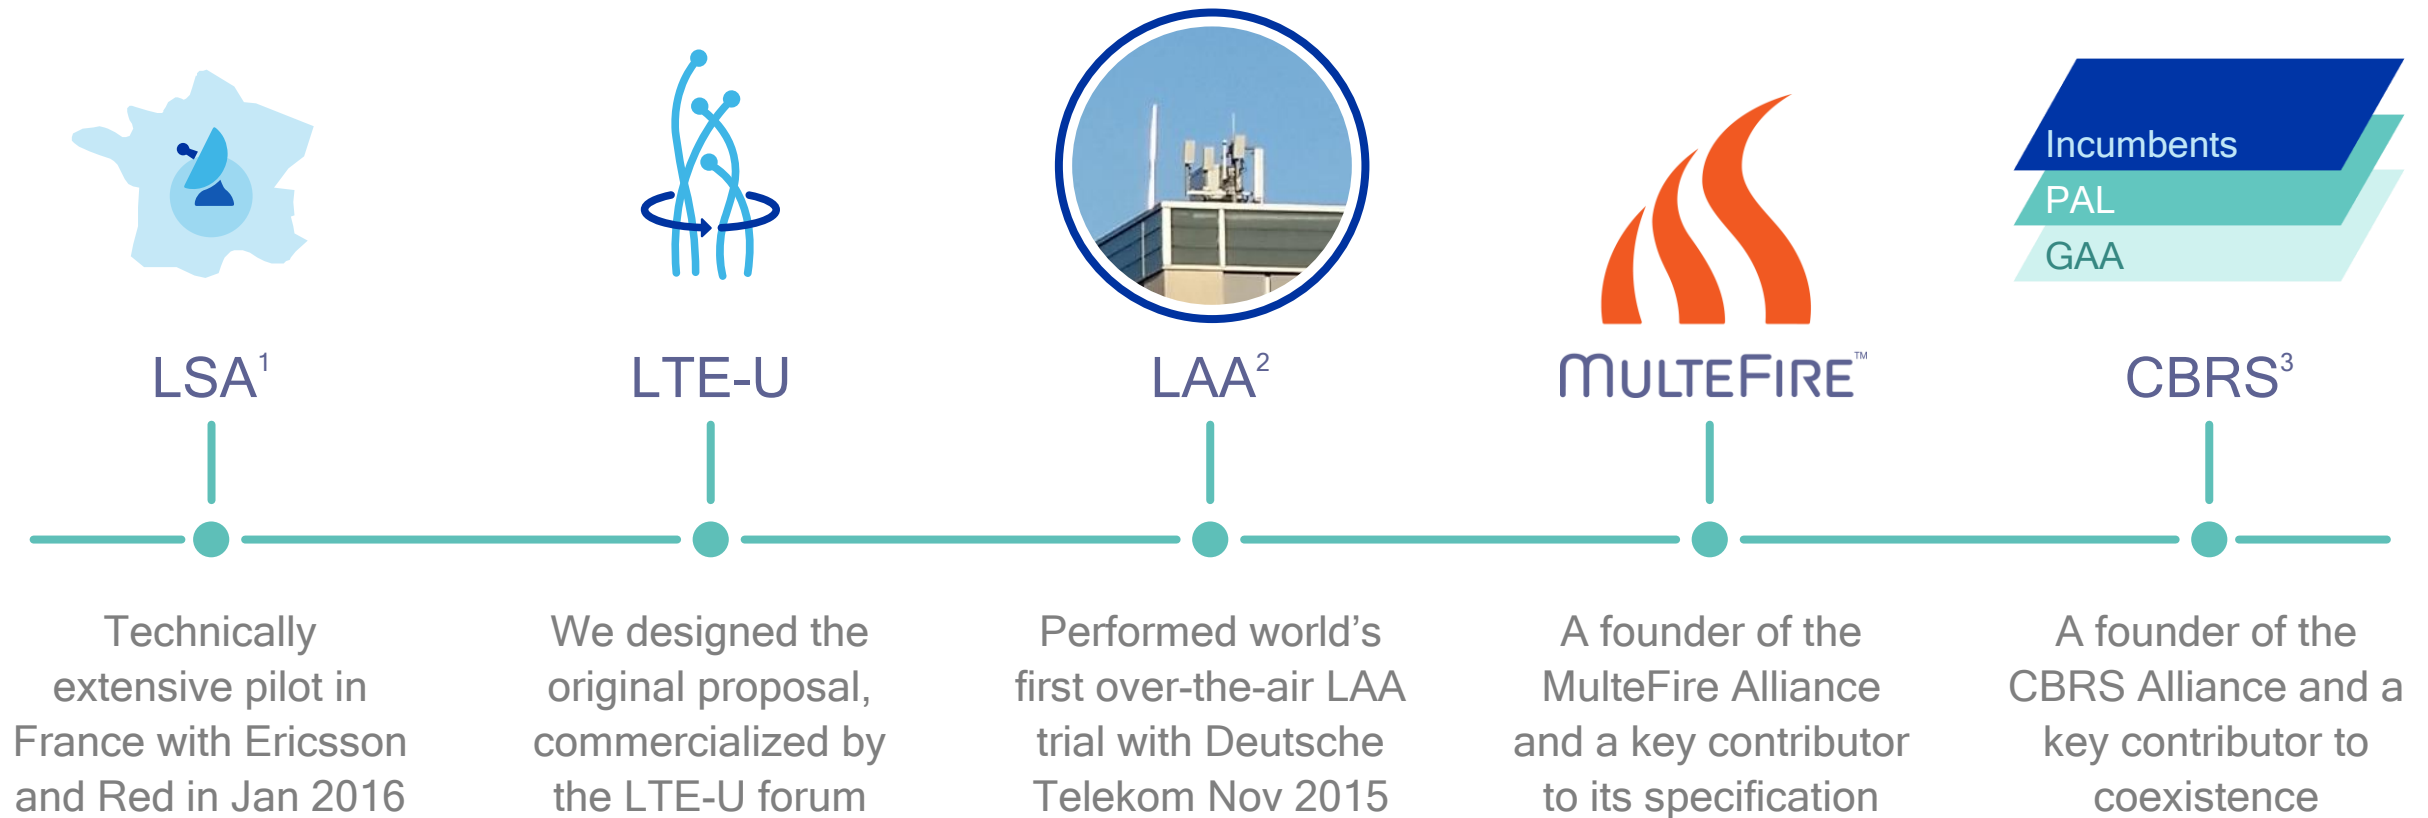 Incumbents
PAL
GAA
LSA¹
LTE-U
LAA²
MULTEFIRE™
CBRS³
Technically
extensive pilot in
France with Ericsson
and Red in Jan 2016
We designed the
original proposal,
commercialized by
the LTE-U forum
Performed world’s
first over-the-air LAA
trial with Deutsche
Telekom Nov 2015
A founder of the
MulteFire Alliance
and a key contributor
to its specification
A founder of the
CBRS Alliance and a
key contributor to
coexistence